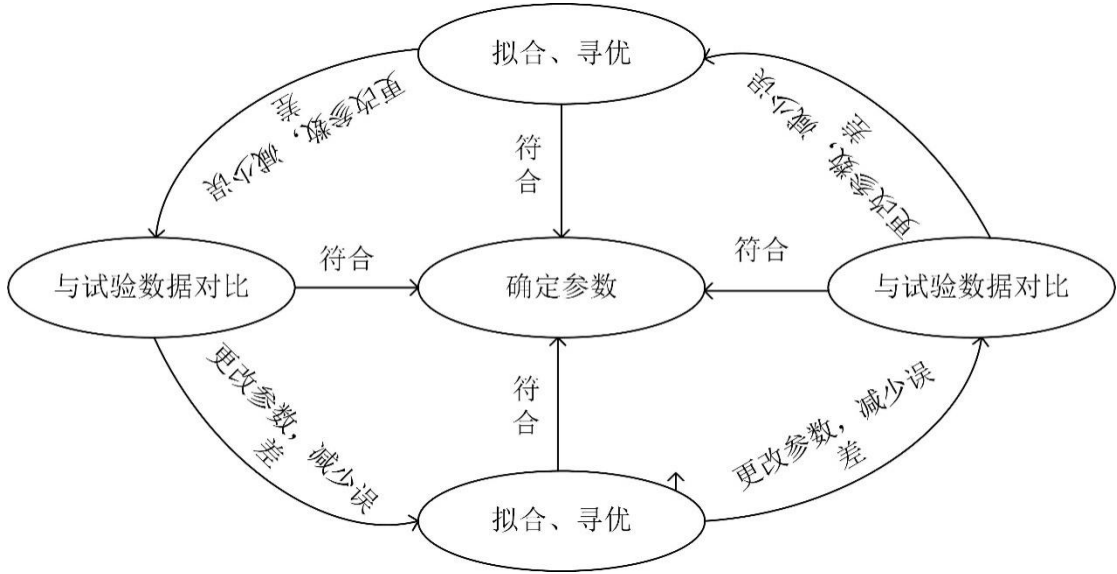 拟合、寻优
更改参数，减少误
差
更改参数，减少误
差
符
合
与试验数据对比
符合
确定参数
符合
与试验数据对比
更改参数，减少误
差
符
合
更改参数，减少误
差
拟合、寻优